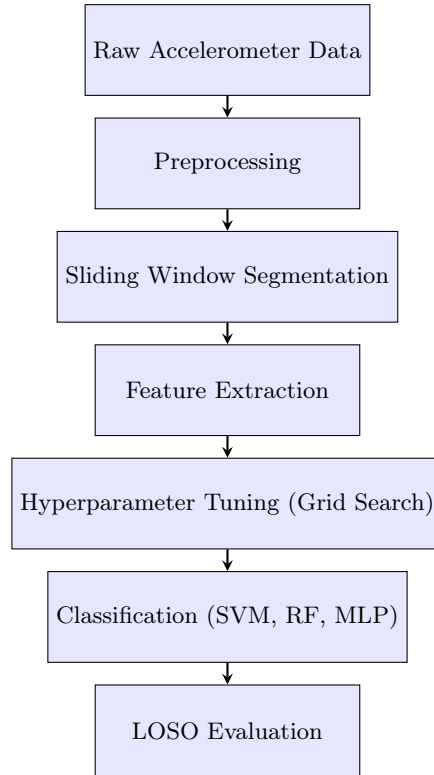 Raw Accelerometer Data
Preprocessing
Sliding Window Segmentation
Feature Extraction
Hyperparameter Tuning (Grid Search)
Classification (SVM, RF, MLP)
LOSO Evaluation